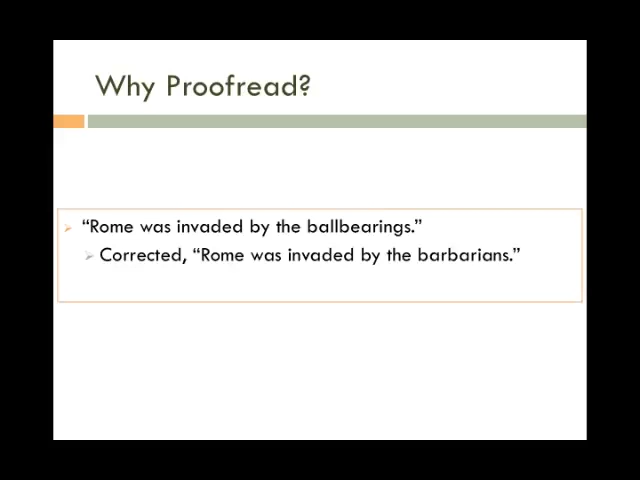 Why Proofread?
“Rome was invaded by the ballbearings.”
Corrected, “Rome was invaded by the barbarians.”